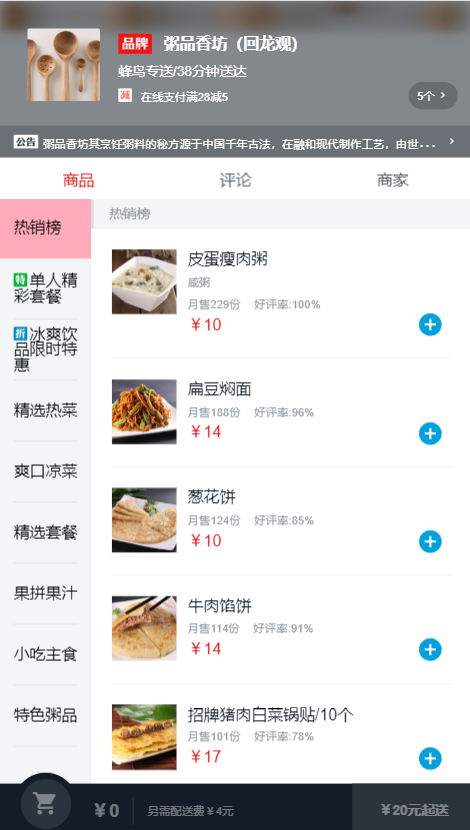 品牌 粥品香坊（回龙观）
蜂鸟专送/38分钟送达
减 在线支付满28减5
5个 >
公告 粥品香坊其烹饪粥料的秘方源于中国千年古法，在融和现代制作工艺，由世... >
商品 评论 商家
热销榜
特 单人精
彩套餐
折 冰爽饮
品限时特
惠
精选热菜
爽口凉菜
精选套餐
果拼果汁
小吃主食
特色粥品
热销榜
皮蛋瘦肉粥
咸粥
月售229份 好评率:100%
￥10
扁豆焖面
月售188份 好评率:96%
￥14
葱花饼
月售124份 好评率:85%
￥10
牛肉馅饼
月售114份 好评率:91%
￥14
招牌猪肉白菜锅贴/10个
月售101份 好评率:78%
￥17
￥0 另需配送费￥4元 ￥20元起送